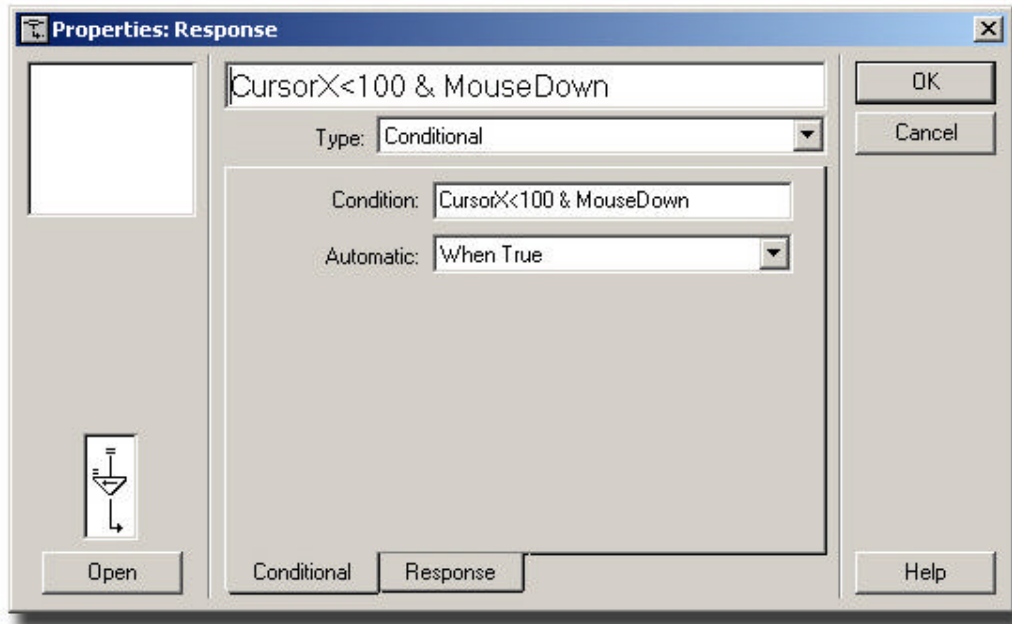 Properties: Response
CursorX<100 & MouseDown
OK
Type: Conditional
Cancel
Condition: CursorX<100 & MouseDown
Automatic: When True
Open
Conditional
Response
Help